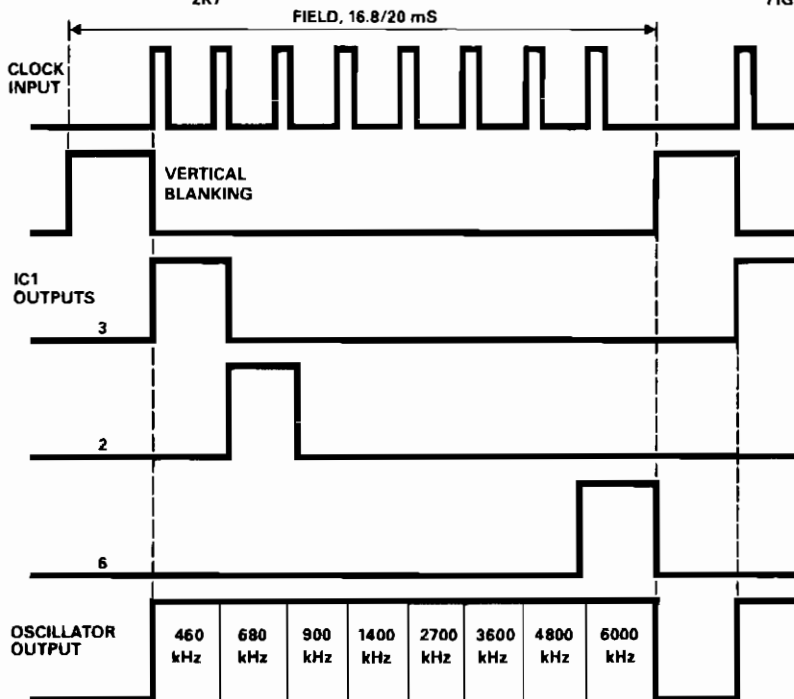 2K7
FIELD, 16.8/20 mS
CLOCK
INPUT
VERTICAL
BLANKING
IC1
OUTPUTS
3
2
6
OSCILLATOR
OUTPUT
460
kHz
680
kHz
900
kHz
1400
kHz
2700
kHz
3600
kHz
4800
kHz
6000
kHz